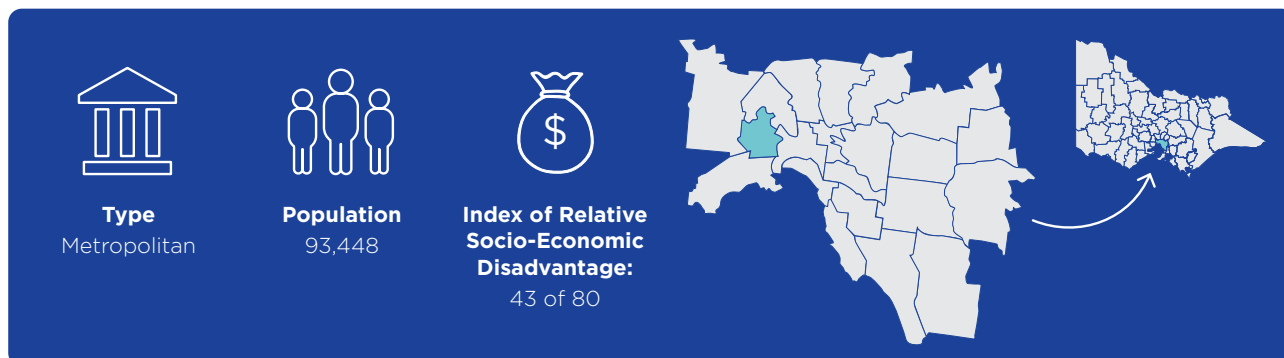 $
Type
Metropolitan
Population
93,448
Index of Relative
Socio-Economic
Disadvantage:
43 of 80